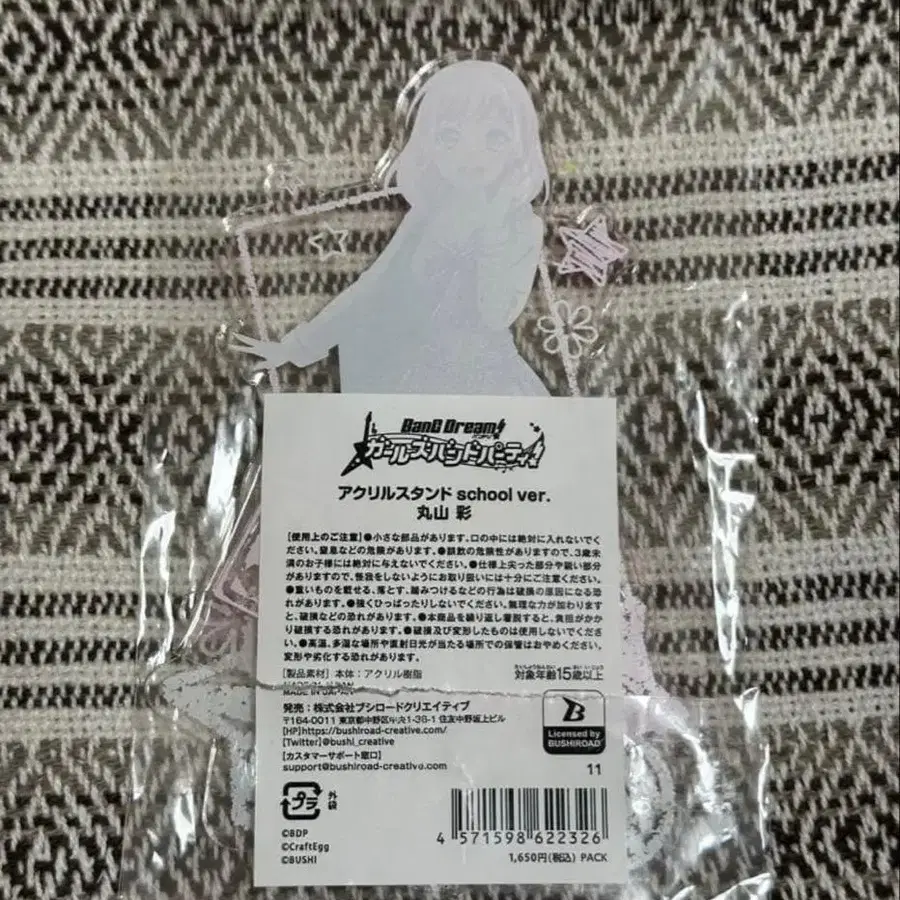 BanG Dream!
ガールズバンドパーティ!
アクリルスタンド school ver.
丸山 彩
【使用上のご注意】●小さな部品があります。口の中には絶対に入れないでく
ださい。窒息などの危険があります。●誤飲の危険性がありますので、3歳未
満のお子様には絶対に与えないでください。●仕様上尖った部分や鋭い部分
がありますので、怪我をしないようにお取り扱いには十分にご注意ください。
●重いものを載せる、落とす、踏みつけるなどの行為は破損の原因になる恐
れがあります。●強くひっぱったりしないでください。無理な力が加わります
と、破損などの恐れがあります。●本商品を繰り返し着脱すると、負担がかか
り破損する恐れがあります。●破損及び変形したものは使用しないでくださ
い。●高温、多湿な場所や直射日光が当たる場所での保管はおやめください。
変形や劣化する恐れがあります。
[製品素材] 本体:アクリル樹脂
対象年齢15歳以上
MADE IN JAPAN
発売:株式会社ブシロードクリエイティブ
〒164-0011 東京都中野区中央1-38-1 住友中野坂上ビル
[HP]https://bushiroad-creative.com/
[Twitter]@bushi_creative
【カスタマーサポート窓口】
support@bushiroad-creative.com
B
Licensed by
BUSHIROAD
11
プラ
外袋
©BDP
©CraftEgg
©BUSHI
4 571598 622326
1,650円(税込) PACK